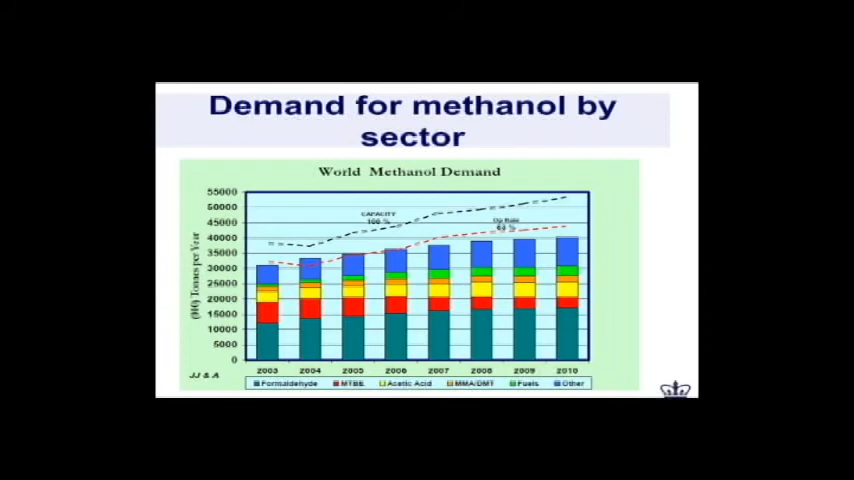 Demand for methanol by
sector
World Methanol Demand
55000
50000
45000
40000
35000
30000
25000
20000
15000
10000
5000
0
(000) Tonnes per Year
CAPACITY
100 %
Op Rate
2003 2004 2005 2006 2007 2008 2009 2010
JJ & A
Formaldehyde MTBE Acetic Acid MMA/DMT Fuels Other